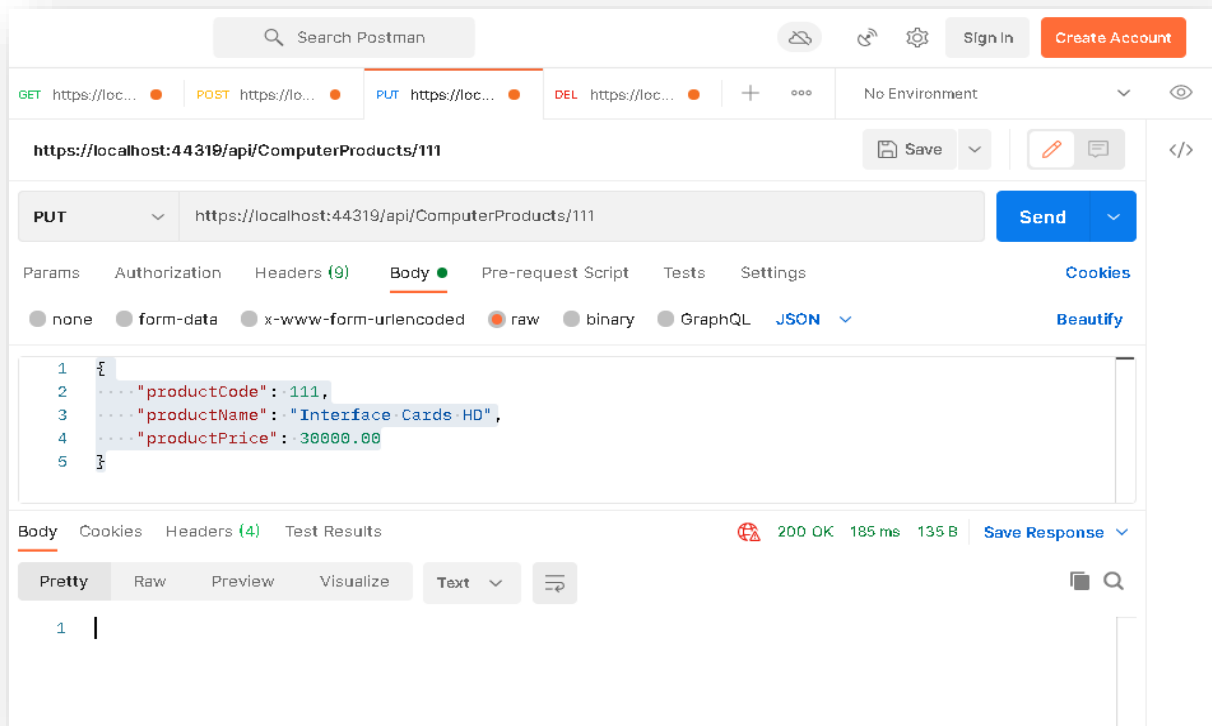 Search Postman
Sign In
Create Account
GET https://loc...
POST https://lo...
PUT https://loc...
DEL https://loc...
No Environment
https://localhost:44319/api/ComputerProducts/111
Save
PUT
https://localhost:44319/api/ComputerProducts/111
Send
Params Authorization Headers (9) Body Pre-request Script Tests Settings Cookies
none form-data x-www-form-urlencoded raw binary GraphQL JSON Beautify
1 {
2 ····"productCode":·111,
3 ····"productName":·"Interface·Cards·HD",
4 ····"productPrice":·30000.00
5 }
Body Cookies Headers (4) Test Results 200 OK 185 ms 135 B Save Response
Pretty Raw Preview Visualize Text
1